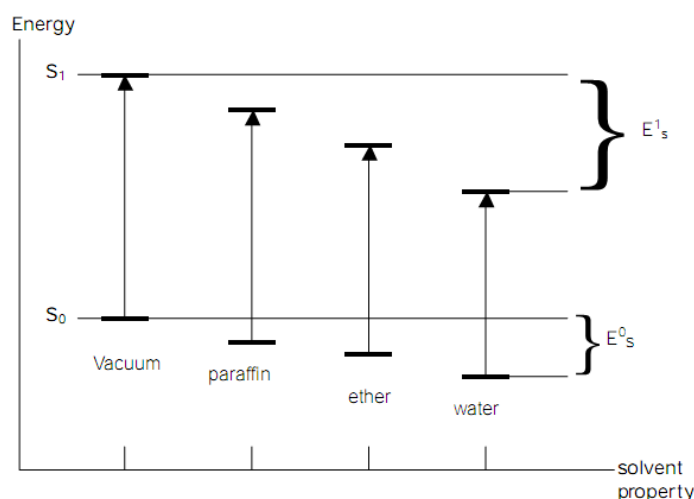 Energy
S₁
E¹ₛ
S₀
E⁰ₛ
Vacuum
paraffin
ether
water
solvent
property